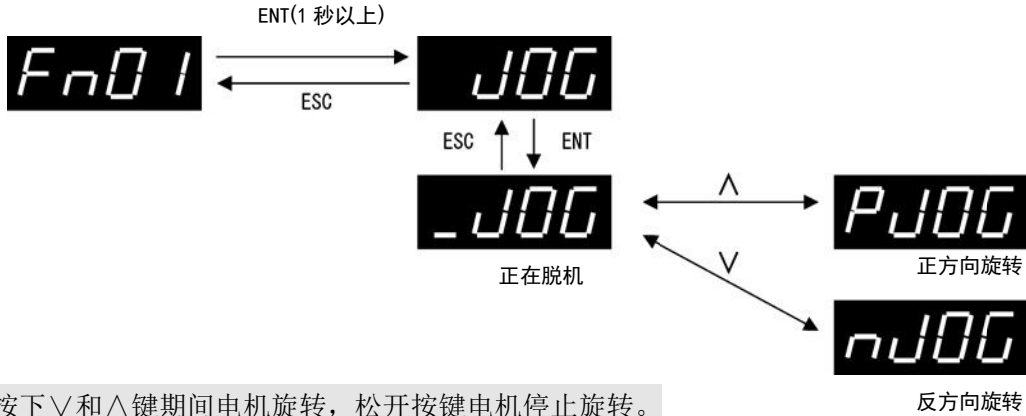 ENT(1 秒以上)
Fn01
JOG
ESC
ESC
ENT
_JOG
∧
PJOG
正在脱机
∨
正方向旋转
nJOG
按下∨和∧键期间电机旋转，松开按键电机停止旋转。
反方向旋转